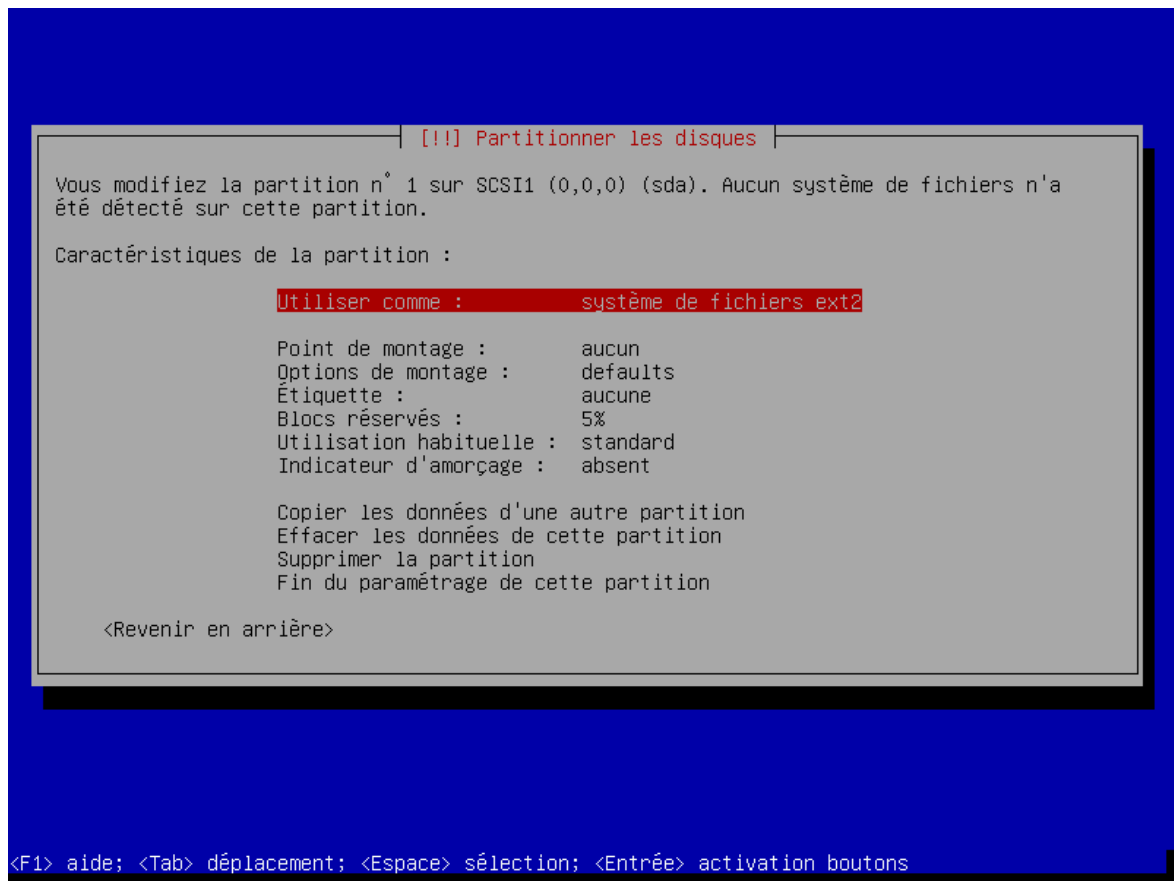 [!!] Partitionner les disques
Vous modifiez la partition n° 1 sur SCSI1 (0,0,0) (sda). Aucun système de fichiers n'a
été détecté sur cette partition.
Caractéristiques de la partition :
Utiliser comme : système de fichiers ext2
Point de montage : aucun
Options de montage : defaults
Étiquette : aucune
Blocs réservés : 5%
Utilisation habituelle : standard
Indicateur d'amorçage : absent
Copier les données d'une autre partition
Effacer les données de cette partition
Supprimer la partition
Fin du paramétrage de cette partition
<Revenir en arrière>
<F1> aide; <Tab> déplacement; <Espace> sélection; <Entrée> activation boutons